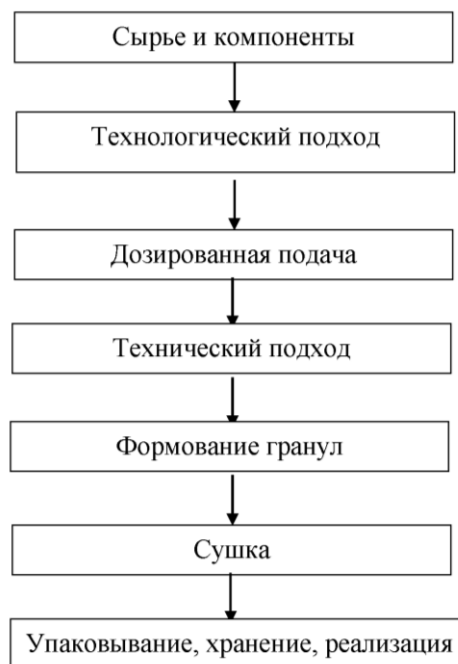 Сырье и компоненты
Технологический подход
Дозированная подача
Технический подход
Формование гранул
Сушка
Упаковывание, хранение, реализация